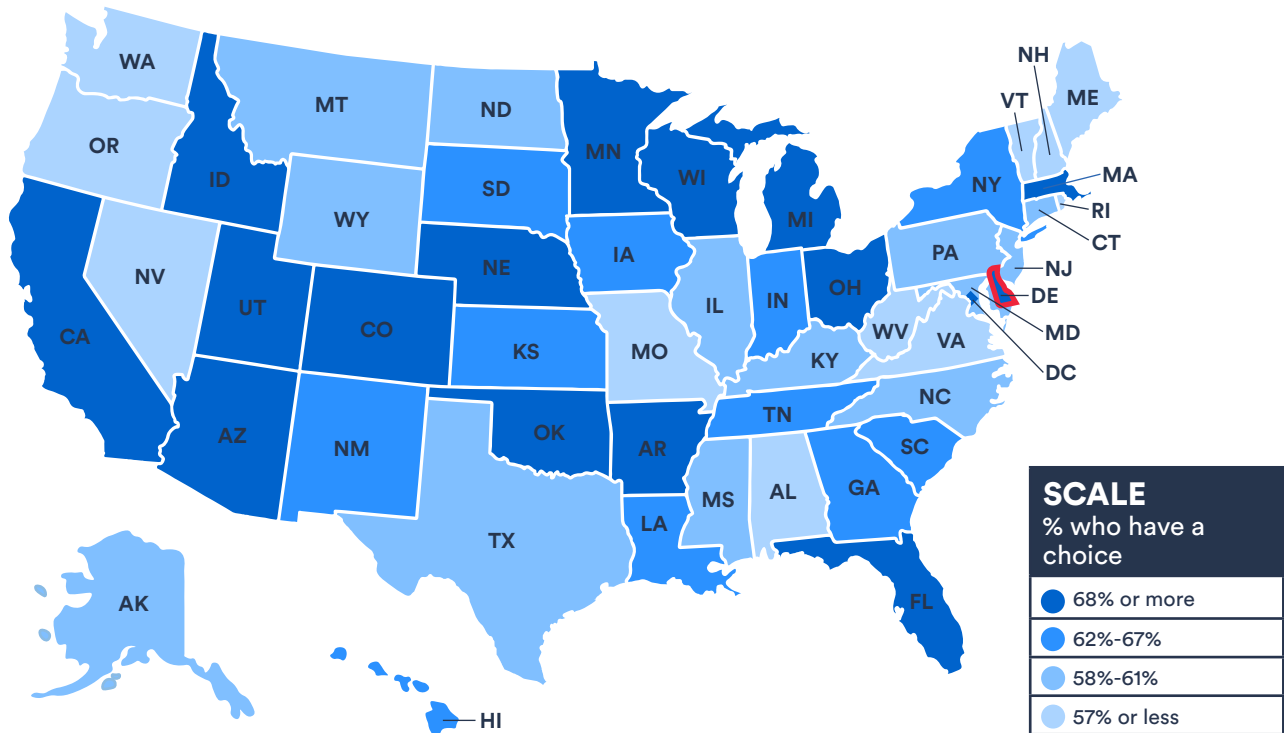 NH
WA
ME
VT
MT
ND
OR
MN
ID
WI
MA
NY
SD
RI
MI
WY
CT
PA
IA
NE
NJ
NV
OH
DE
IN
IL
UT
CO
WV
MD
CA
VA
KS
MO
KY
DC
NC
TN
OK
AZ
NM
AR
SC
GA
AL
MS
LA
TX
FL
AK
HI
SCALE
% who have a
choice
68% or more
62%-67%
58%-61%
57% or less